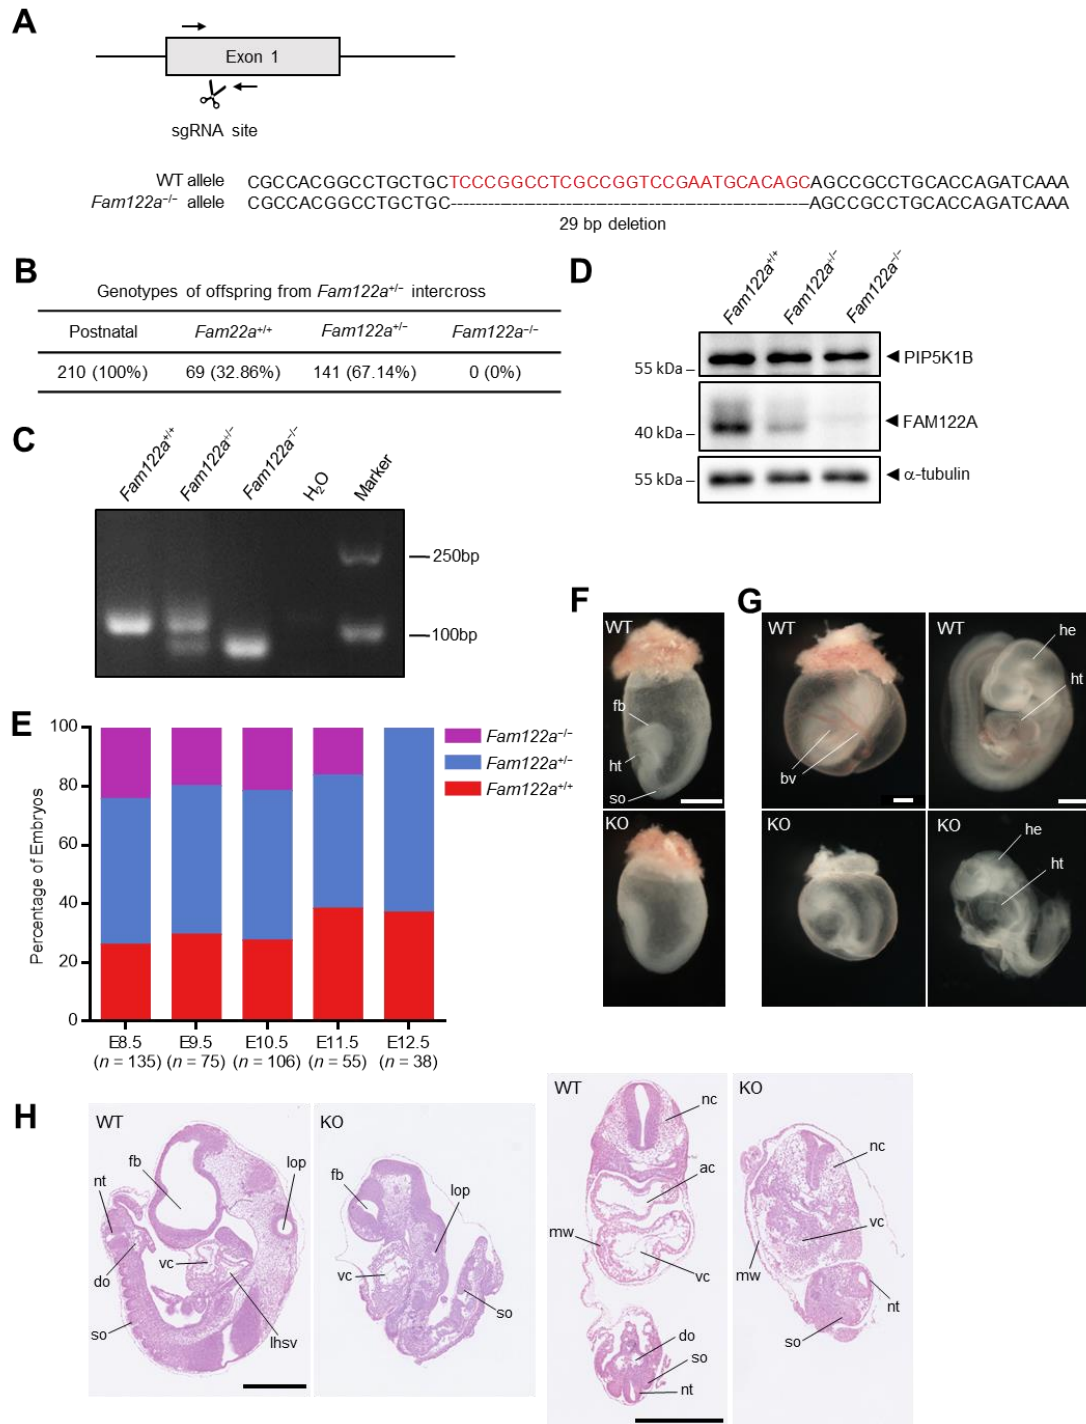 A
Exon 1
sgRNA site
WT allele CGCCACGGCCTGCTGCTCCCGGCCTCGCCGGTCCGAATGCACAGCAGCCGCCTGCACCAGATCAAA
Fam122a⁻/⁻ allele CGCCACGGCCTGCTGC-----------------------------AGCCGCCTGCACCAGATCAAA
29 bp deletion
B
Genotypes of offspring from Fam122a⁺/⁻ intercross
Postnatal Fam22a⁺/⁺ Fam122a⁺/⁻ Fam122a⁻/⁻
210 (100%) 69 (32.86%) 141 (67.14%) 0 (0%)
C
Fam122a⁺/⁺ Fam122a⁺/⁻ Fam122a⁻/⁻ H₂O Marker
250bp
100bp
D
Fam122a⁺/⁺ Fam122a⁺/⁻ Fam122a⁻/⁻
55 kDa PIP5K1B
40 kDa FAM122A
55 kDa α-tubulin
E
Percentage of Embryos
100
80
60
40
20
0
Fam122a⁻/⁻
Fam122a⁺/⁻
Fam122a⁺/⁺
E8.5 E9.5 E10.5 E11.5 E12.5
(n = 135) (n = 75) (n = 106) (n = 55) (n = 38)
F
WT
fb
ht
so
KO
G
WT
bv
WT
he
ht
KO
KO
he
ht
H
WT
fb
nt
lop
vc
do
so
lhsv
KO
fb
lop
vc
so
WT
nc
ac
mw
vc
do
so
nt
KO
nc
vc
mw
nt
so